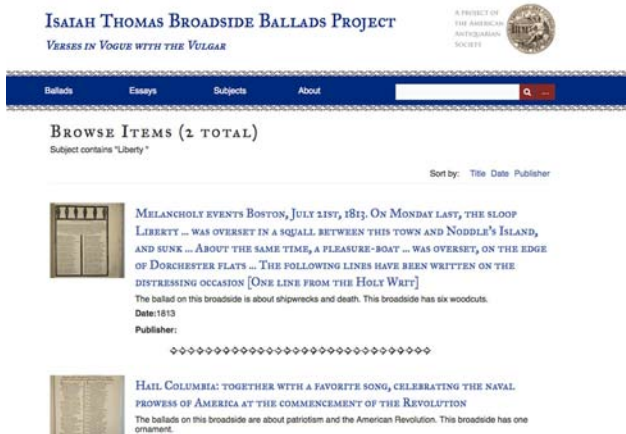 ISAIAH THOMAS BROADSIDE BALLADS PROJECT
VERSES IN VOGUE WITH THE VULGAR
A PROJECT OF
THE AMERICAN
ANTIQUARIAN
SOCIETY
Ballads Essays Subjects About
...
BROWSE ITEMS (2 TOTAL)
Subject contains "Liberty "
Sort by: Title Date Publisher
MELANCHOLY EVENTS BOSTON, JULY 21ST, 1813. ON MONDAY LAST, THE SLOOP
LIBERTY ... WAS OVERSET IN A SQUALL BETWEEN THIS TOWN AND NODDLE'S ISLAND,
AND SUNK ... ABOUT THE SAME TIME, A PLEASURE-BOAT ... WAS OVERSET, ON THE EDGE
OF DORCHESTER FLATS ... THE FOLLOWING LINES HAVE BEEN WRITTEN ON THE
DISTRESSING OCCASION [ONE LINE FROM THE HOLY WRIT]
The ballad on this broadside is about shipwrecks and death. This broadside has six woodcuts.
Date:1813
Publisher:
HAIL COLUMBIA: TOGETHER WITH A FAVORITE SONG, CELEBRATING THE NAVAL
PROWESS OF AMERICA AT THE COMMENCEMENT OF THE REVOLUTION
The ballads on this broadside are about patriotism and the American Revolution. This broadside has one
ornament.